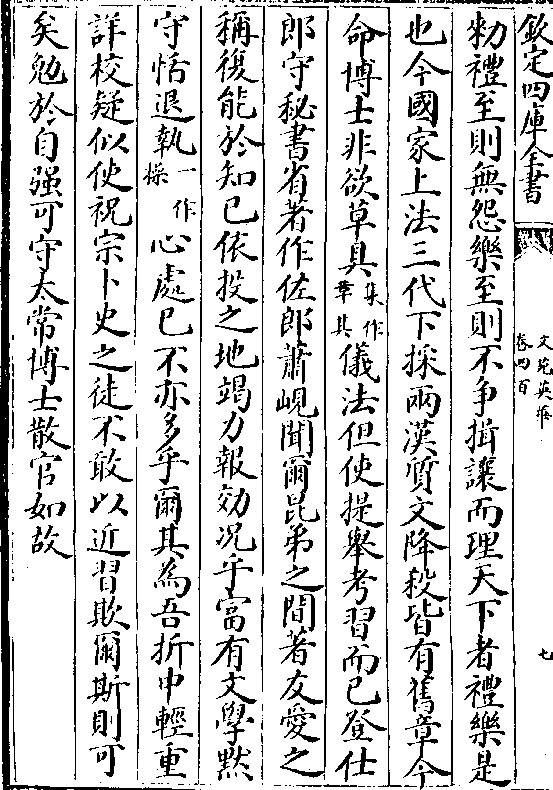 欽定四庫全書
文苑英華
卷四百
七
勑禮至則無怨樂至則不争揖讓而理天下者禮樂是
也今國家上法三代下採兩漢質文降殺皆有舊章今
命博士非欲草具集作 草其儀法但使提舉考習而已登仕
郎守秘書省著作佐郎蕭峴聞爾昆弟之間著友愛之
稱復能於知已依投之地竭力報効况乎富有文學黙
守恬退執一作 操心處已不亦多乎爾其為吾折中輕重
詳校疑似使祝宗卜史之徒不敢以近習欺爾斯則可
矣勉於自强可守太常博士散官如故